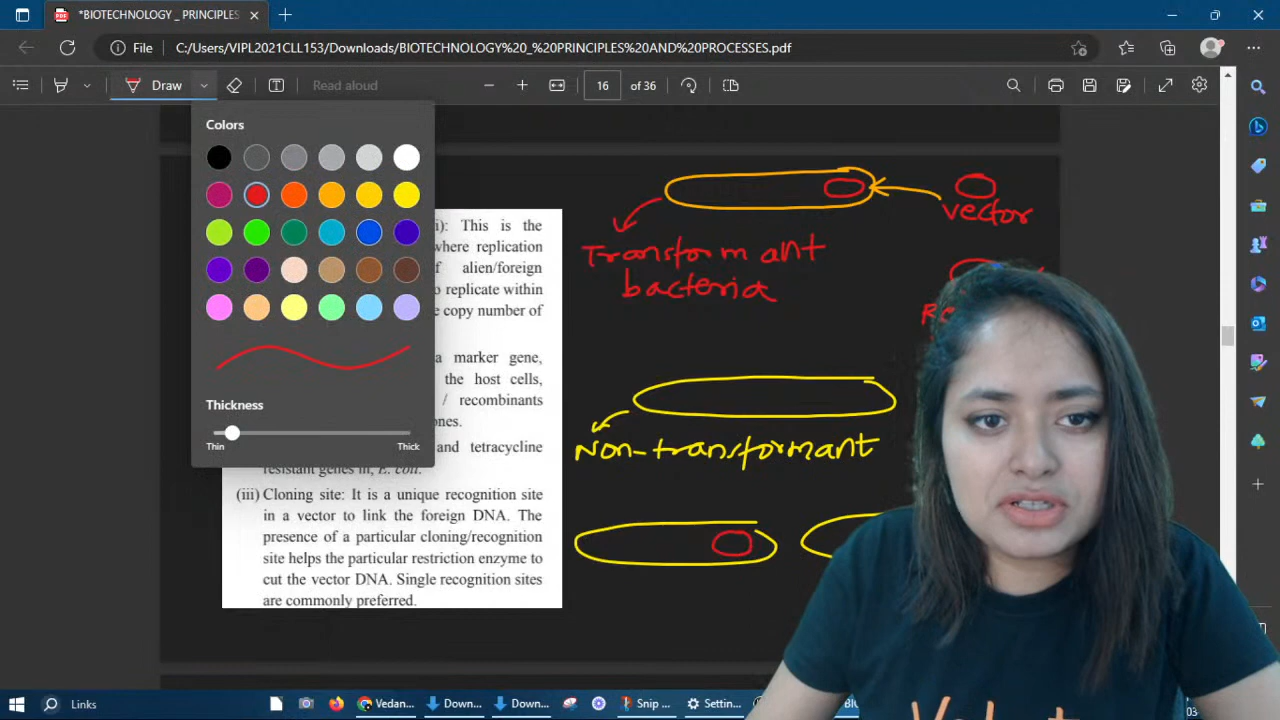 *BIOTECHNOLOGY _ PRINCIPLES
File
C:/Users/VIPL2021CLL153/Downloads/BIOTECHNOLOGY%20_%20PRINCIPLES%20AND%20PROCESSES.pdf
Draw
Read aloud
16 of 36
Colors
Thickness
Thin
Thick
i): This is the
where replication
f alien/foreign
o replicate within
e copy number of
a marker gene,
the host cells,
/ recombinants
ones.
and tetracycline
resistant genes in, E. coli.
(iii) Cloning site: It is a unique recognition site
in a vector to link the foreign DNA. The
presence of a particular cloning/recognition
site helps the particular restriction enzyme to
cut the vector DNA. Single recognition sites
are commonly preferred.
vector
Transformant
bacteria
Non-transformant
Links
Vedan...
Down...
Down...
Snip ...
Settin...